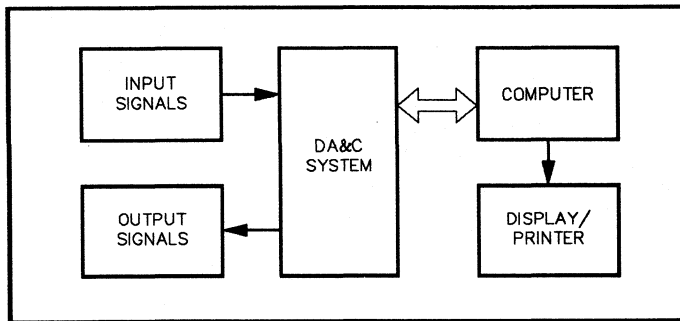 INPUT
SIGNALS
OUTPUT
SIGNALS
DA&C
SYSTEM
COMPUTER
DISPLAY/
PRINTER